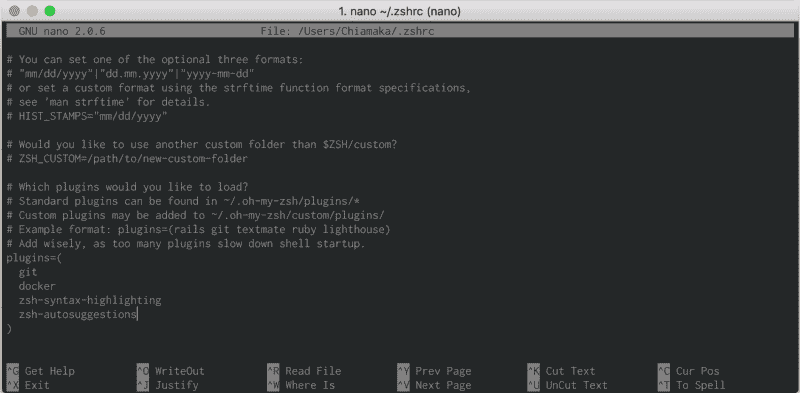 1. nano ~/.zshrc (nano)
GNU nano 2.0.6 File: /Users/Chiamaka/.zshrc
# You can set one of the optional three formats:
# "mm/dd/yyyy"|"dd.mm.yyyy"|"yyyy-mm-dd"
# or set a custom format using the strftime function format specifications,
# see 'man strftime' for details.
# HIST_STAMPS="mm/dd/yyyy"
# Would you like to use another custom folder than $ZSH/custom?
# ZSH_CUSTOM=/path/to/new-custom-folder
# Which plugins would you like to load?
# Standard plugins can be found in ~/.oh-my-zsh/plugins/*
# Custom plugins may be added to ~/.oh-my-zsh/custom/plugins/
# Example format: plugins=(rails git textmate ruby lighthouse)
# Add wisely, as too many plugins slow down shell startup.
plugins=(
git
docker
zsh-syntax-highlighting
zsh-autosuggestions
)
^G Get Help ^O WriteOut ^R Read File ^Y Prev Page ^K Cut Text ^C Cur Pos
^X Exit ^J Justify ^W Where Is ^V Next Page ^U UnCut Text ^T To Spell